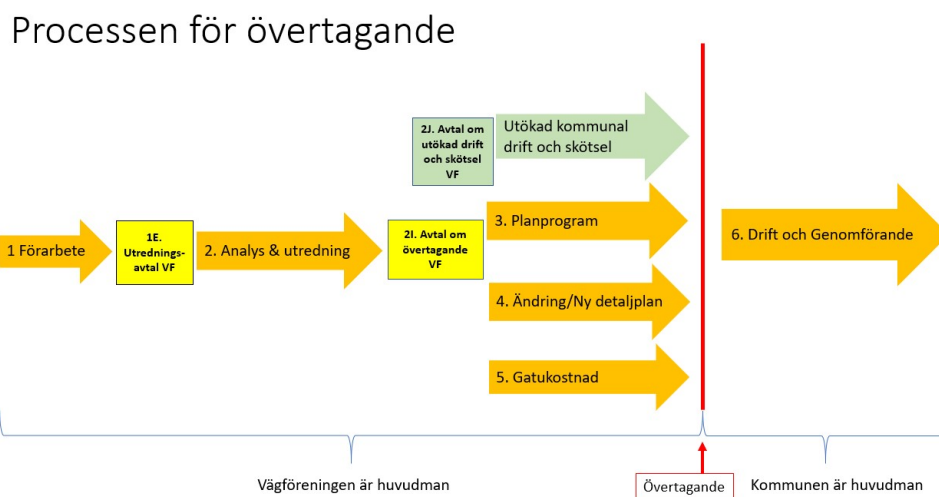 Processen för övertagande
2J. Avtal om
utökad drift
och skötsel
VF
Utökad kommunal
drift och skötsel
1 Förarbete
1E.
Utrednings-
avtal VF
2. Analys & utredning
2I. Avtal om
övertagande
VF
3. Planprogram
4. Ändring/Ny detaljplan
5. Gatukostnad
6. Drift och Genomförande
Vägföreningen är huvudman
Övertagande
Kommunen är huvudman